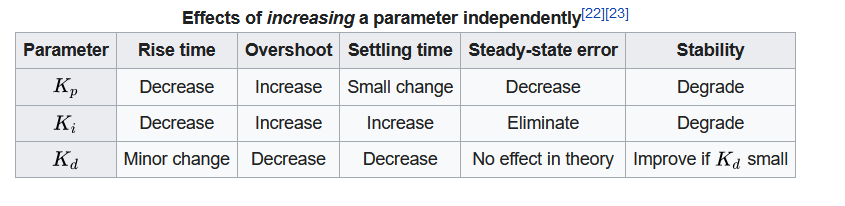 Effects of increasing a parameter independently[22][23]
Parameter Rise time Overshoot Settling time Steady-state error Stability
Kp Decrease Increase Small change Decrease Degrade
Ki Decrease Increase Increase Eliminate Degrade
Kd Minor change Decrease Decrease No effect in theory Improve if Kd small